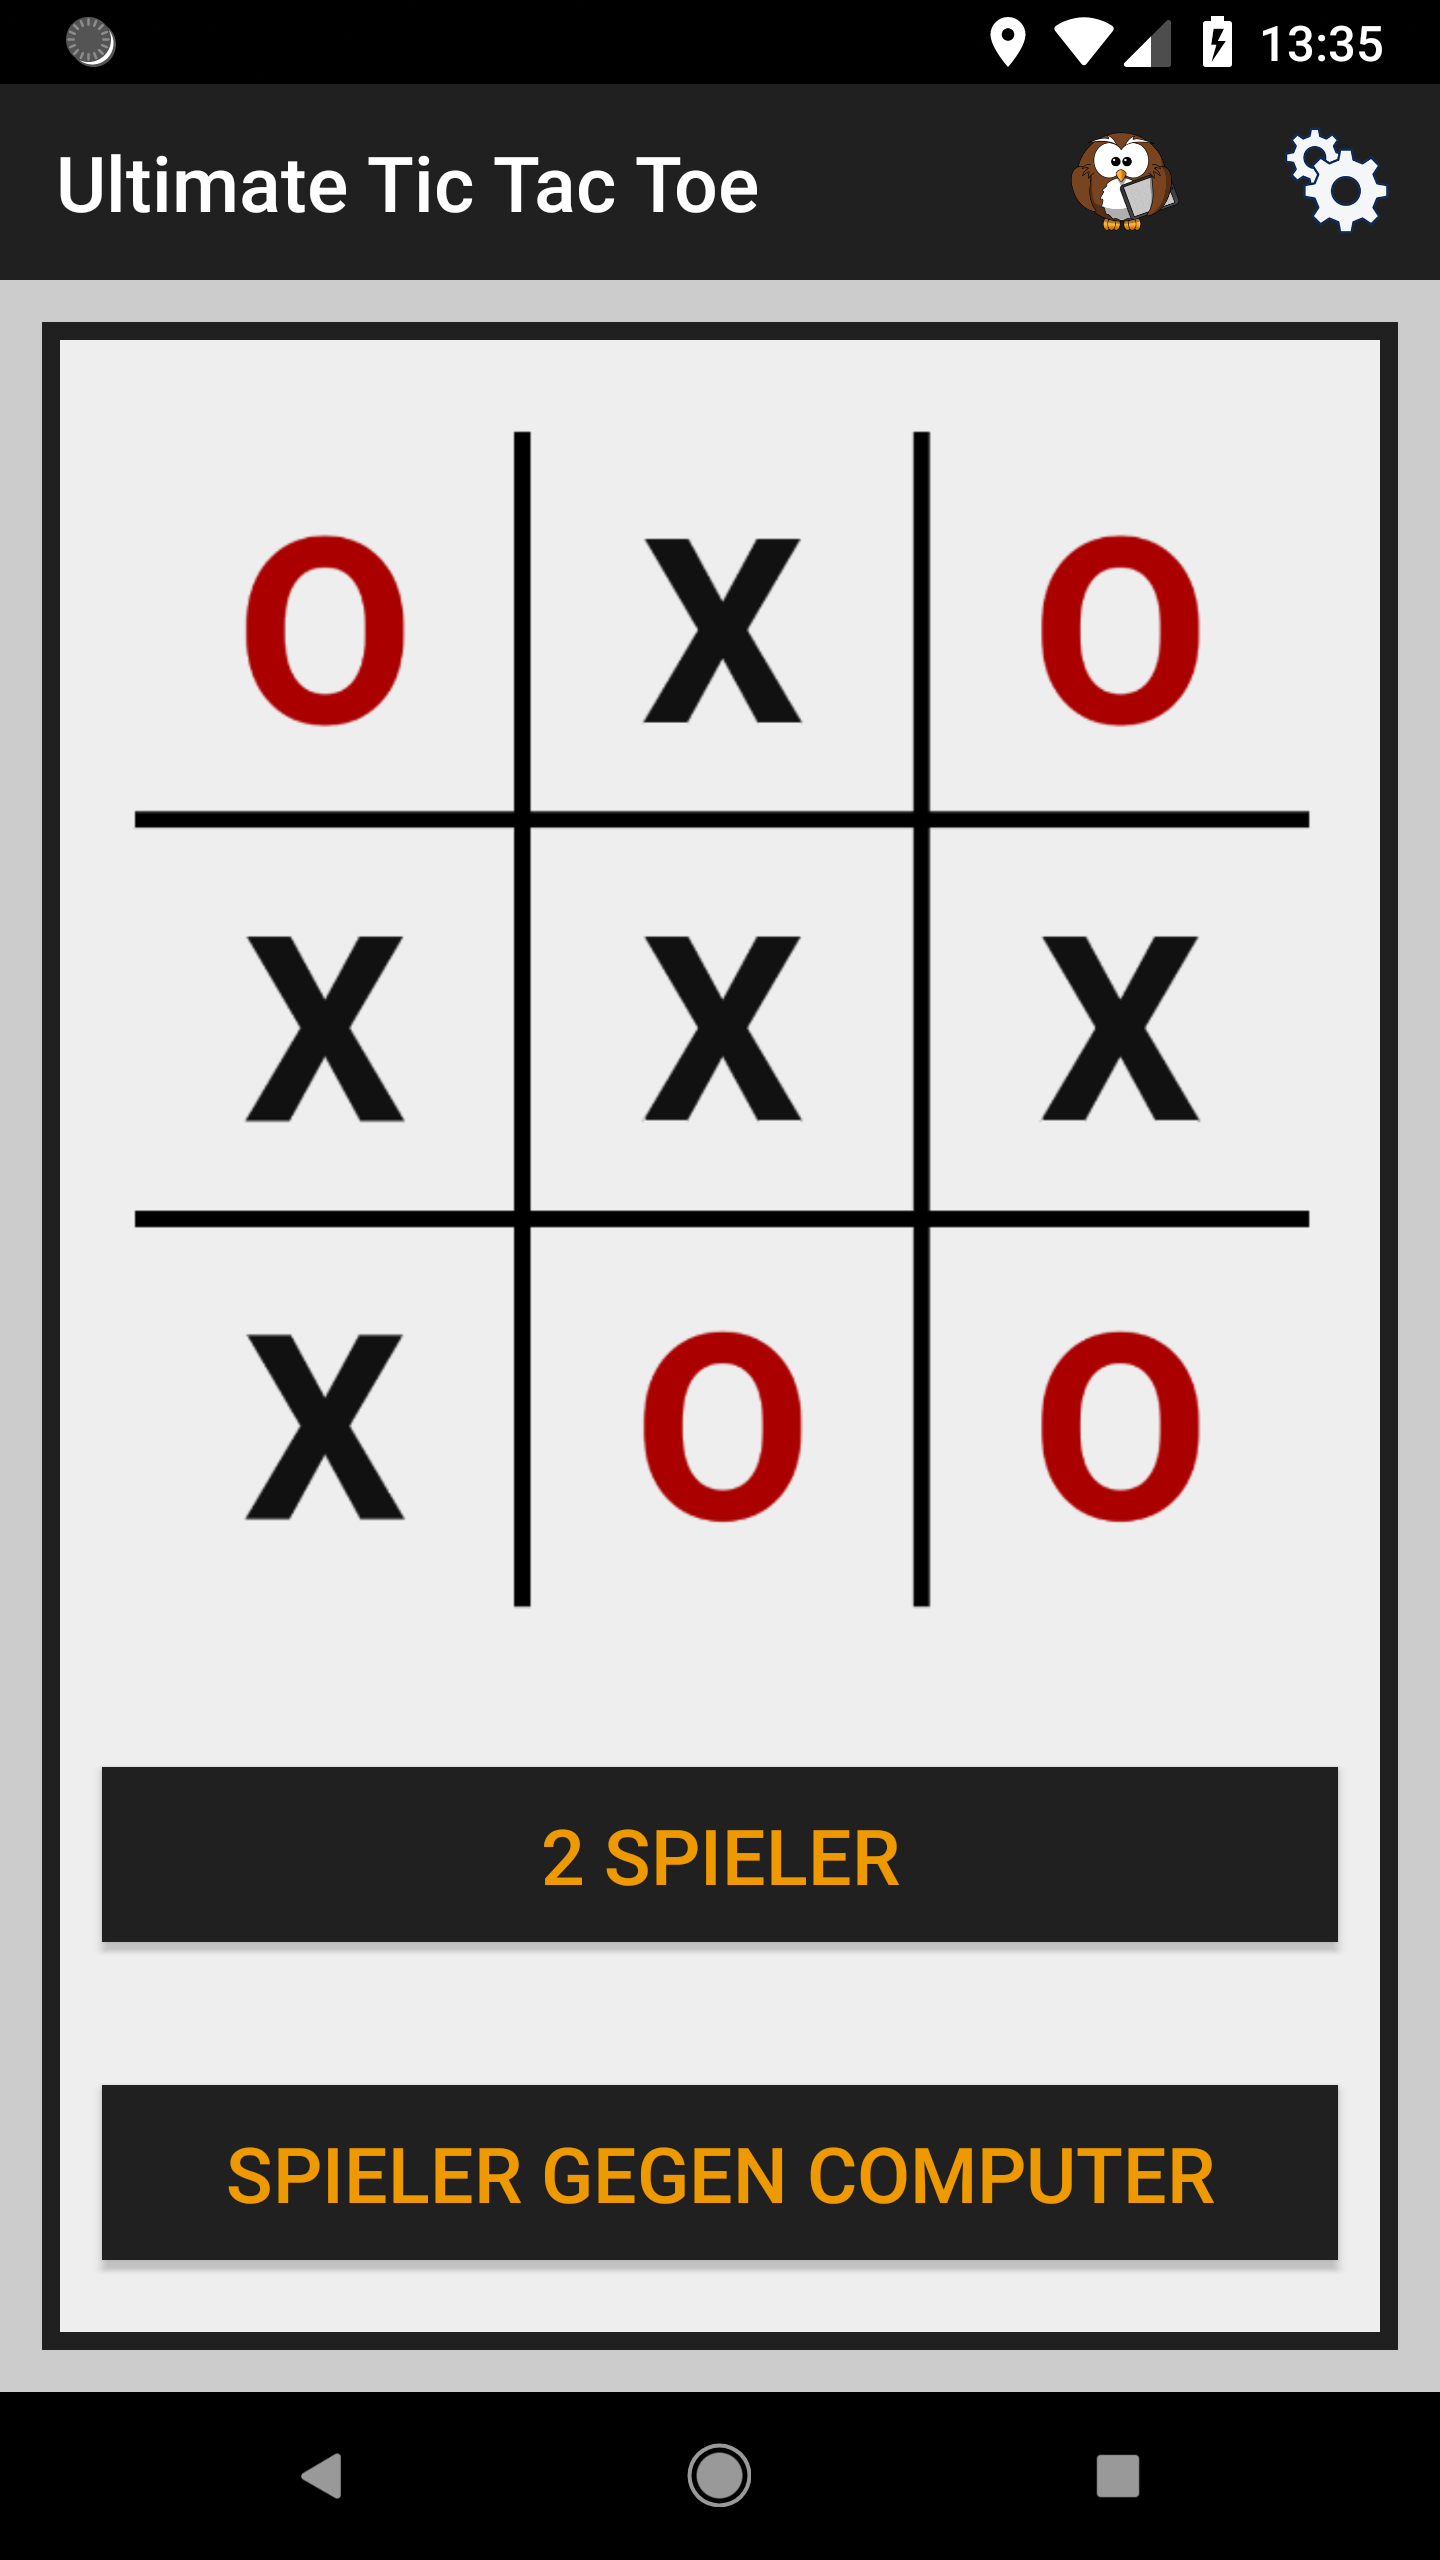 13:35
Ultimate Tic Tac Toe
O X O
X X X
X O O
2 SPIELER
SPIELER GEGEN COMPUTER